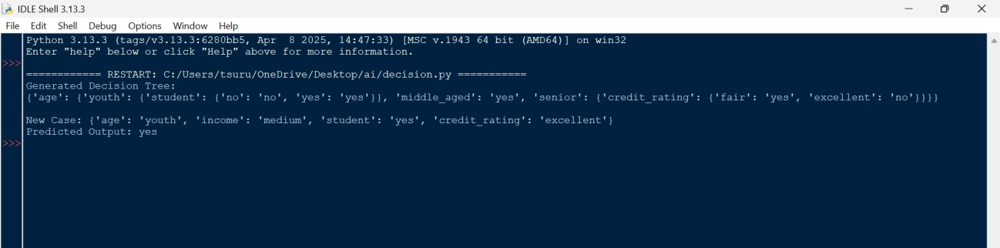 IDLE Shell 3.13.3
File Edit Shell Debug Options Window Help
Python 3.13.3 (tags/v3.13.3:6280bb5, Apr  8 2025, 14:47:33) [MSC v.1943 64 bit (AMD64)] on win32
Enter "help" below or click "Help" above for more information.
>>>
============ RESTART: C:/Users/tsuru/OneDrive/Desktop/ai/decision.py ===========
Generated Decision Tree:
{'age': {'youth': {'student': {'no': 'no', 'yes': 'yes'}}, 'middle_aged': 'yes', 'senior': {'credit_rating': {'fair': 'yes', 'excellent': 'no'}}}}
New Case: {'age': 'youth', 'income': 'medium', 'student': 'yes', 'credit_rating': 'excellent'}
Predicted Output: yes
>>>